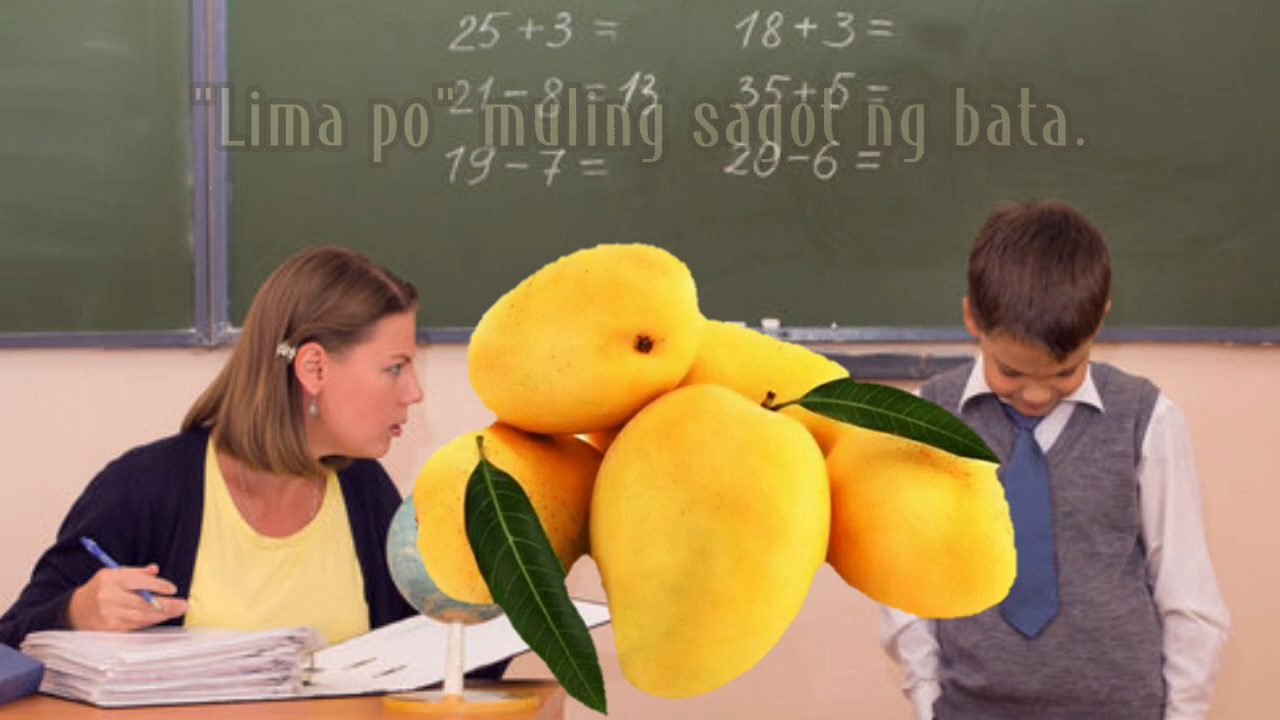 25 + 3 =
18 + 3 =
21 - 8 = 13
35 + 5 =
"Lima po" muling sagot ng bata.
19 - 7 =
20 - 6 =